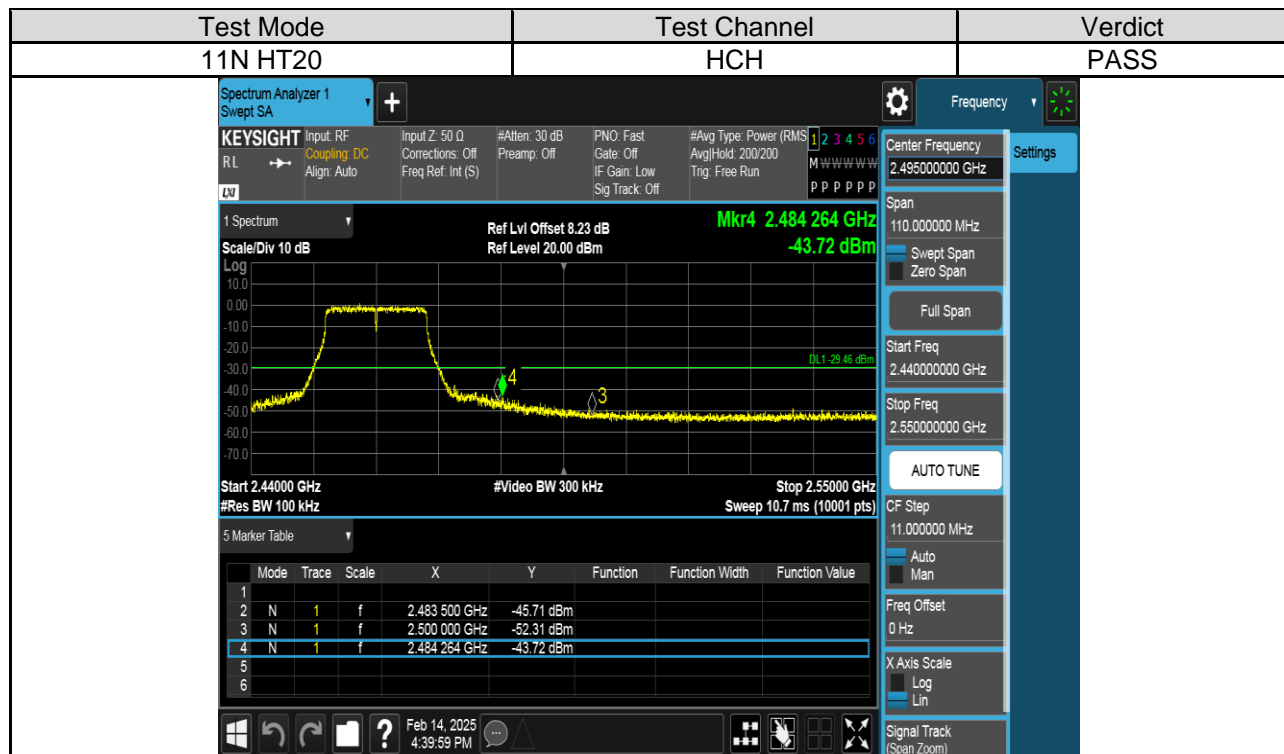 Test Mode Test Channel Verdict
11N HT20 HCH PASS
Spectrum Analyzer 1
Swept SA
Frequency
KEYSIGHT Input: RF Input Z: 50 Ω #Atten: 30 dB PNO: Fast #Avg Type: Power (RMS 1 2 3 4 5 6
RL Coupling: DC Corrections: Off Preamp: Off Gate: Off Avg|Hold: 200/200 M W W W W W
Align: Auto Freq Ref: Int (S) IF Gain: Low Trig: Free Run
LXI Sig Track: Off P P P P P P
Center Frequency
2.495000000 GHz
Settings
1 Spectrum
Ref Lvl Offset 8.23 dB Mkr4 2.484 264 GHz
Scale/Div 10 dB Ref Level 20.00 dBm -43.72 dBm
Log
10.0
0.00
-10.0
-20.0
DL1 -29.46 dBm
-30.0
-40.0 4 3
-50.0
-60.0
-70.0
Start 2.44000 GHz #Video BW 300 kHz Stop 2.55000 GHz
#Res BW 100 kHz Sweep 10.7 ms (10001 pts)
Span
110.000000 MHz
Swept Span
Zero Span
Full Span
Start Freq
2.440000000 GHz
Stop Freq
2.550000000 GHz
AUTO TUNE
CF Step
11.000000 MHz
Auto
Man
Freq Offset
0 Hz
X Axis Scale
Log
Lin
Signal Track
(Span Zoom)
5 Marker Table
Mode Trace Scale X Y Function Function Width Function Value
1
2 N 1 f 2.483 500 GHz -45.71 dBm
3 N 1 f 2.500 000 GHz -52.31 dBm
4 N 1 f 2.484 264 GHz -43.72 dBm
5
6
? Feb 14, 2025
4:39:59 PM